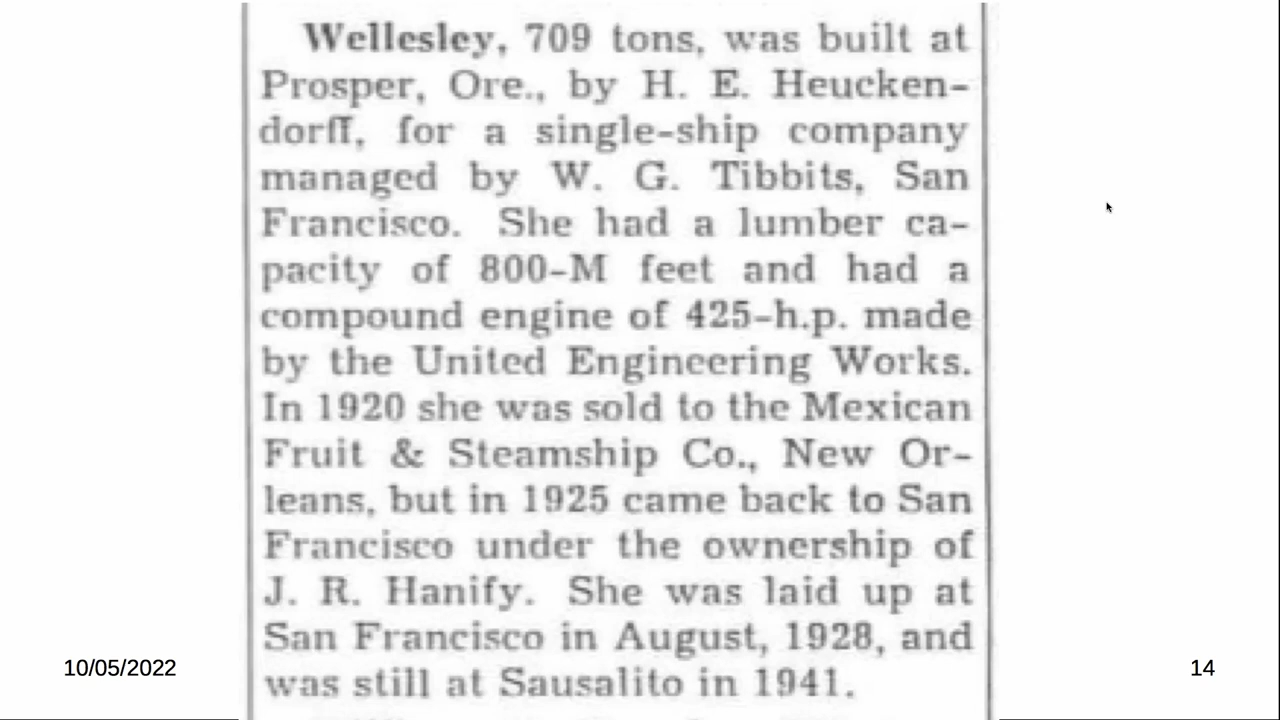 Wellesley, 709 tons, was built at
Prosper, Ore., by H. E. Heucken-
dorff, for a single-ship company
managed by W. G. Tibbits, San
Francisco. She had a lumber ca-
pacity of 800-M feet and had a
compound engine of 425-h.p. made
by the United Engineering Works.
In 1920 she was sold to the Mexican
Fruit & Steamship Co., New Or-
leans, but in 1925 came back to San
Francisco under the ownership of
J. R. Hanify. She was laid up at
San Francisco in August, 1928, and
was still at Sausalito in 1941.
10/05/2022
14